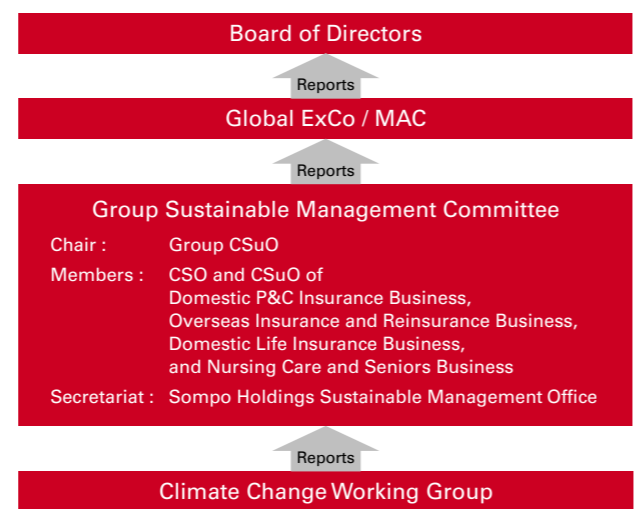 Board of Directors
Reports
Global ExCo / MAC
Reports
Group Sustainable Management Committee
Chair : Group CSuO
Members : CSO and CSuO of
Domestic P&C Insurance Business,
Overseas Insurance and Reinsurance Business,
Domestic Life Insurance Business,
and Nursing Care and Seniors Business
Secretariat : Sompo Holdings Sustainable Management Office
Reports
Climate Change Working Group